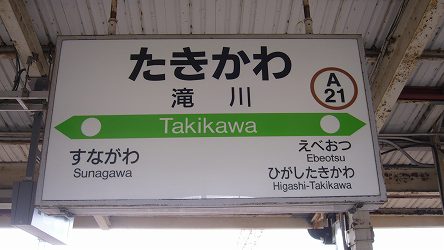 たきかわ
滝川
A
21
Takikawa
すながわ
Sunagawa
えべおつ
Ebeotsu
ひがしたきかわ
Higashi-Takikawa